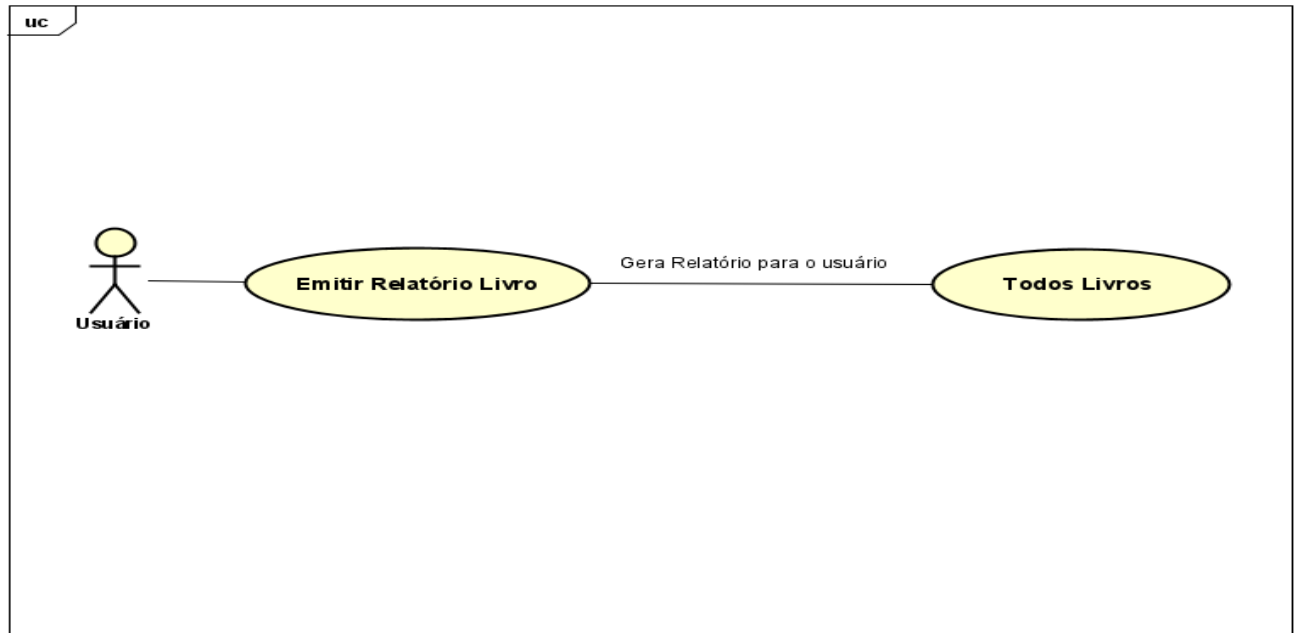 uc
Usuário
Emitir Relatório Livro
Gera Relatório para o usuário
Todos Livros